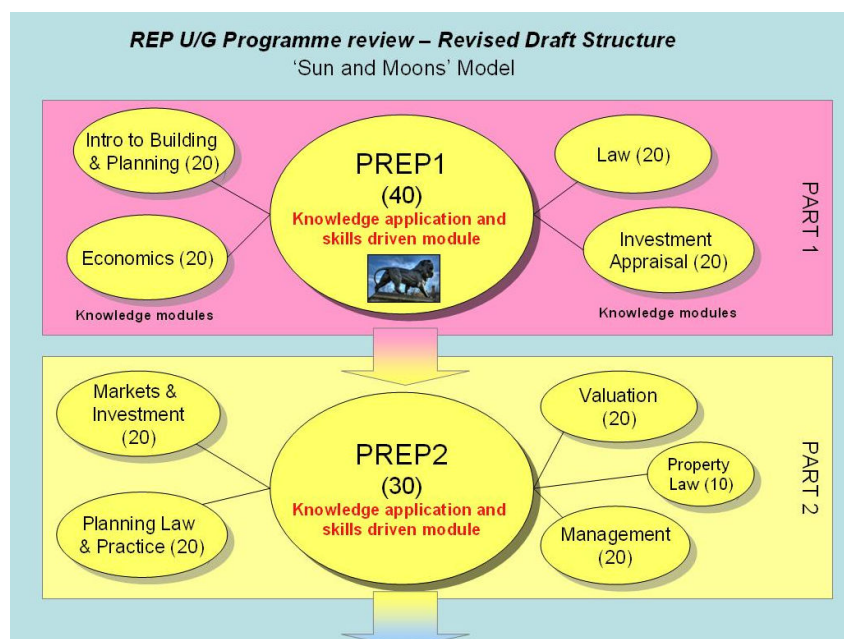 REP U/G Programme review – Revised Draft Structure
‘Sun and Moons’ Model
Intro to Building
& Planning (20)
Economics (20)
Knowledge modules
PREP1
(40)
Knowledge application and
skills driven module
Law (20)
Investment
Appraisal (20)
Knowledge modules
PART 1
Markets &
Investment
(20)
Planning Law
& Practice (20)
PREP2
(30)
Knowledge application and
skills driven module
Valuation
(20)
Property
Law (10)
Management
(20)
PART 2